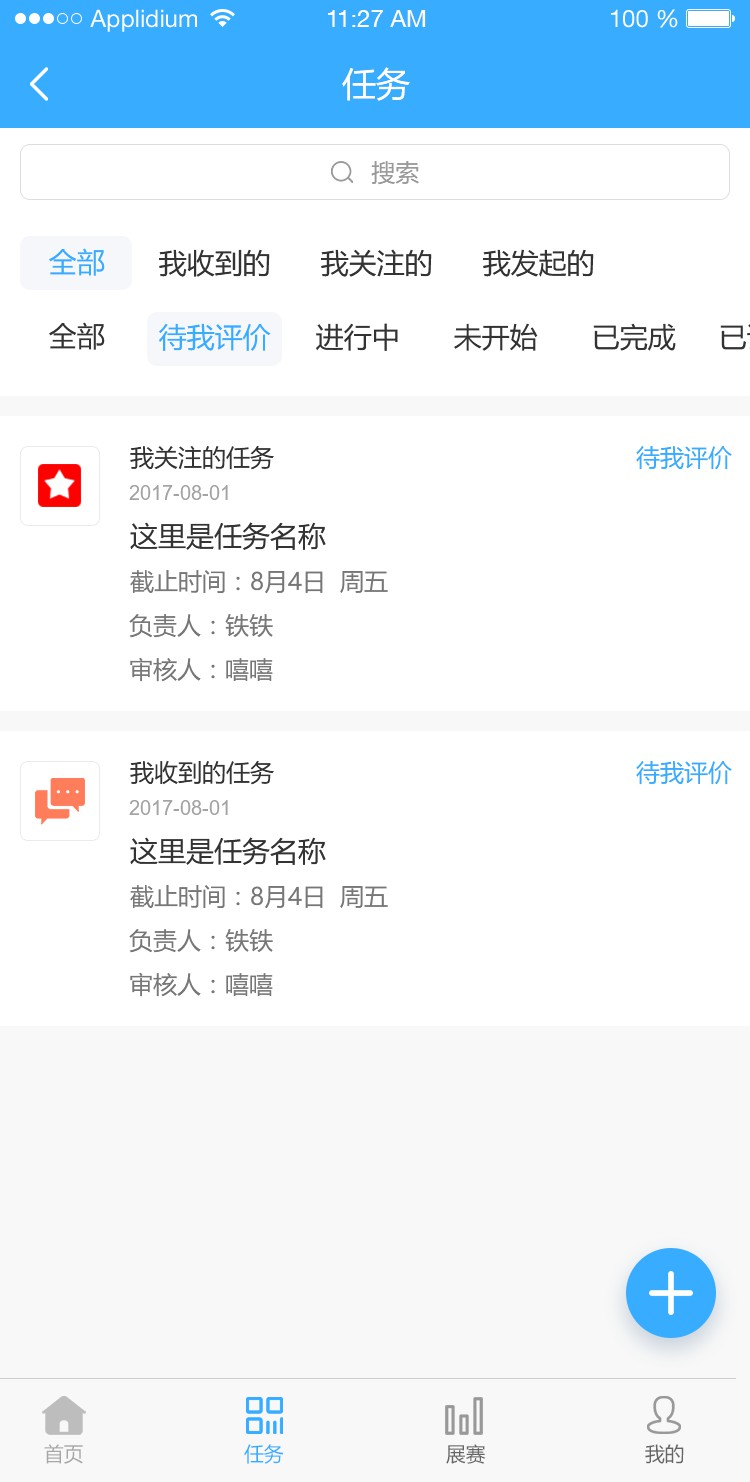 Applidium 11:27 AM 100 %
任务
搜索
全部 我收到的 我关注的 我发起的
全部 待我评价 进行中 未开始 已完成 已
我关注的任务 待我评价
2017-08-01
这里是任务名称
截止时间：8月4日 周五
负责人：铁铁
审核人：嘻嘻
我收到的任务 待我评价
2017-08-01
这里是任务名称
截止时间：8月4日 周五
负责人：铁铁
审核人：嘻嘻
首页 任务 展赛 我的